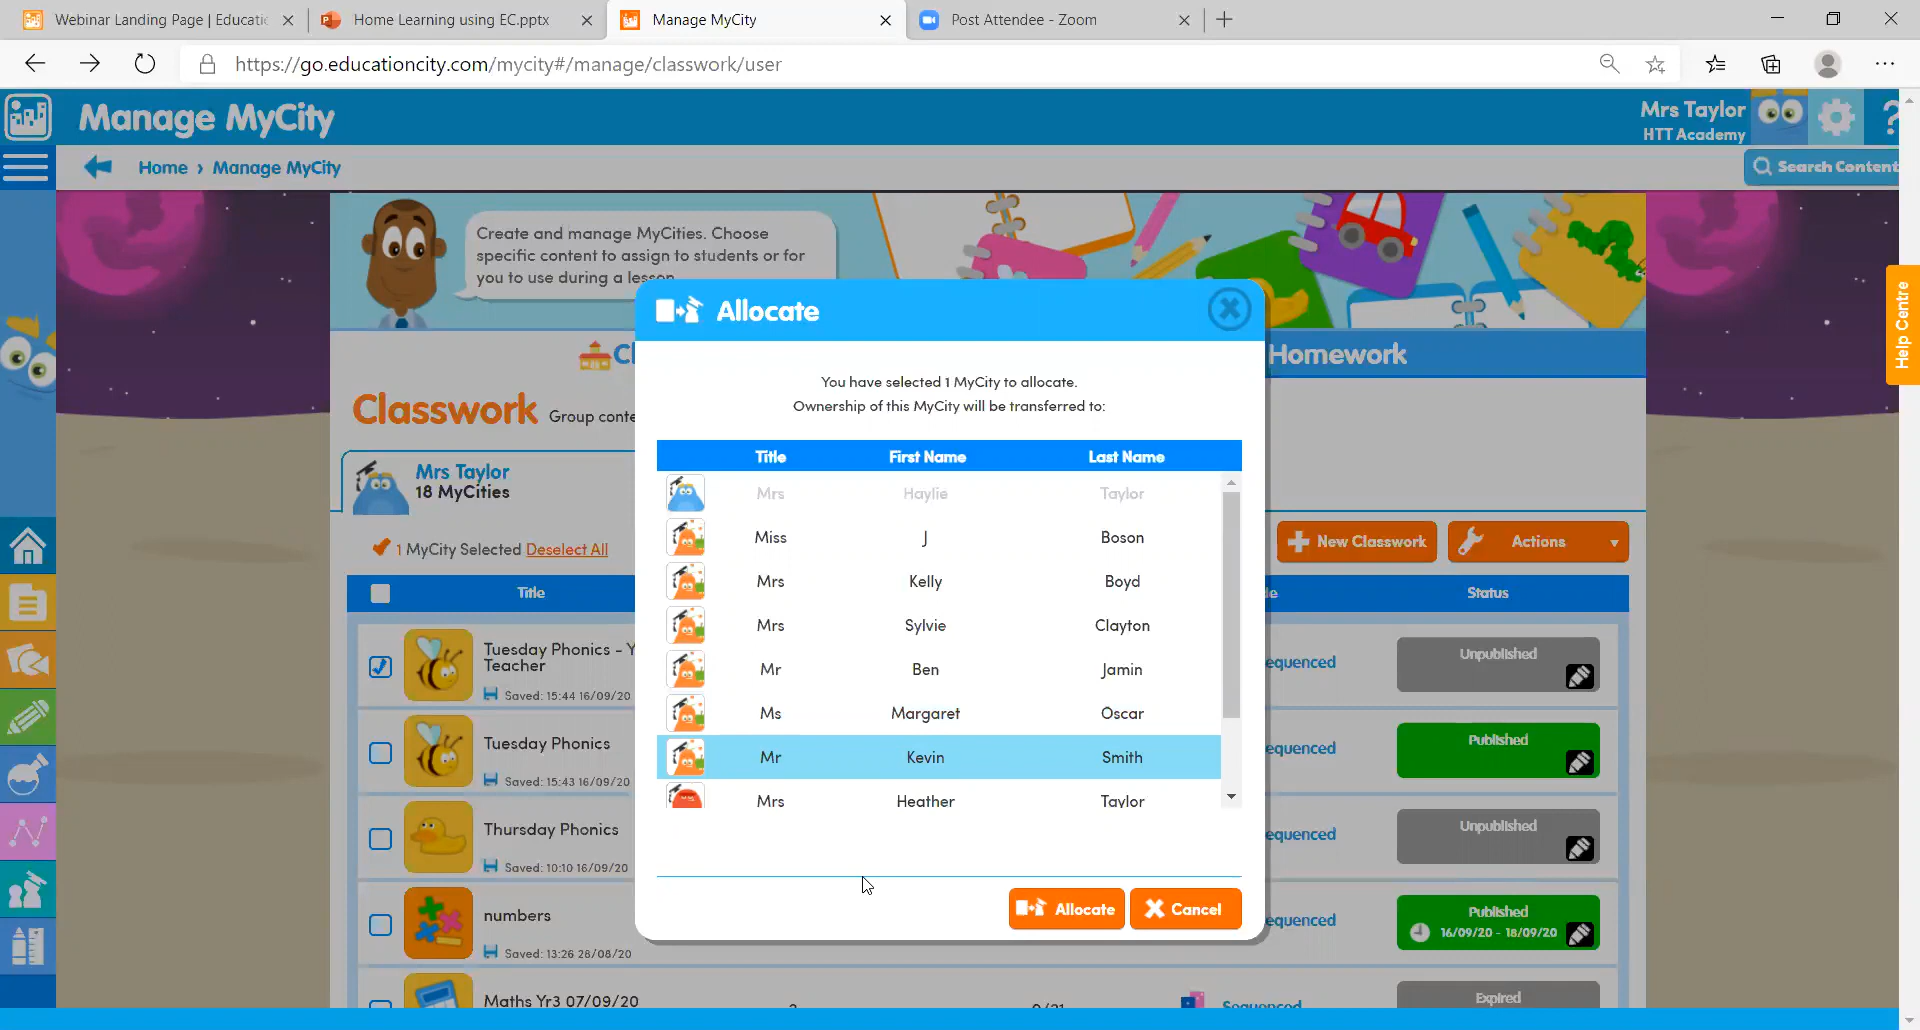 Webinar Landing Page | Educatic
Home Learning using EC.pptx
Manage MyCity
Post Attendee - Zoom
https://go.educationcity.com/mycity#/manage/classwork/user
Manage MyCity
Mrs Taylor
HTT Academy
?
Home › Manage MyCity
Search Content
Create and manage MyCities. Choose
specific content to assign to students or for
you to use during a lesson
Help Centre
Cl
Homework
Classwork Group conte
Mrs Taylor
18 MyCities
1 MyCity Selected Deselect All
New Classwork
Actions
Title
Status
Tuesday Phonics - Y
Teacher
Saved: 15:44 16/09/20
equenced
Unpublished
Tuesday Phonics
Saved: 15:43 16/09/20
equenced
Published
Thursday Phonics
Saved: 10:10 16/09/20
equenced
Unpublished
numbers
Saved: 13:26 28/08/20
equenced
Published
16/09/20 - 18/09/20
Maths Yr3 07/09/20
Sequenced
Expired
Allocate
You have selected 1 MyCity to allocate.
Ownership of this MyCity will be transferred to:
Title First Name Last Name
Mrs Haylie Taylor
Miss J Boson
Mrs Kelly Boyd
Mrs Sylvie Clayton
Mr Ben Jamin
Ms Margaret Oscar
Mr Kevin Smith
Mrs Heather Taylor
Allocate
Cancel